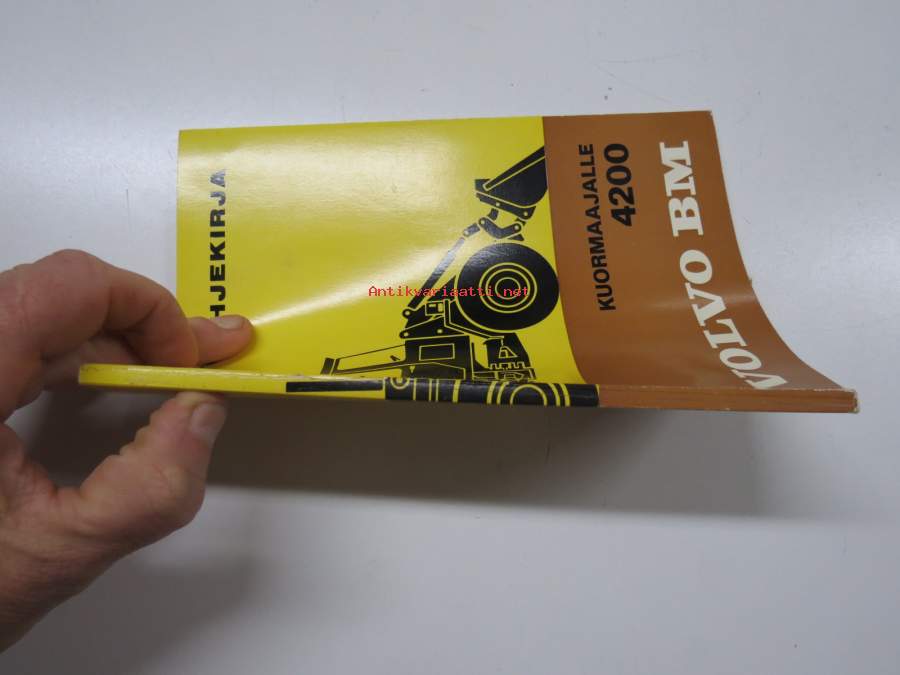 HJEKIRJA
KUORMAAJALLE
4200
VOLVO BM
Antikvariaatti.net